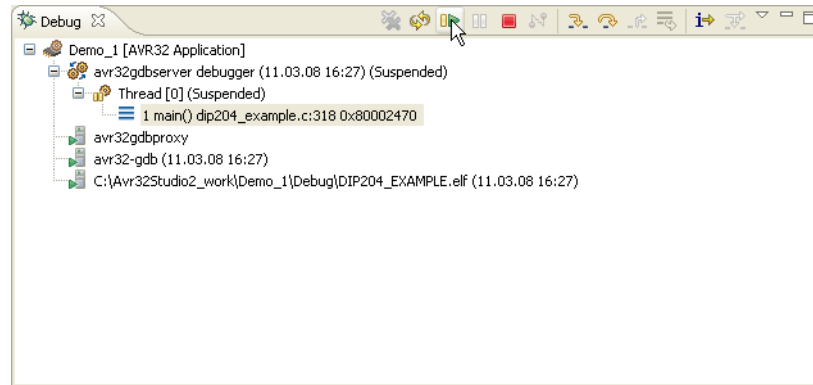 Debug
Demo_1 [AVR32 Application]
avr32gdbserver debugger (11.03.08 16:27) (Suspended)
Thread [0] (Suspended)
1 main() dip204_example.c:318 0x80002470
avr32gdbproxy
avr32-gdb (11.03.08 16:27)
C:\Avr32Studio2_work\Demo_1\Debug\DIP204_EXAMPLE.elf (11.03.08 16:27)